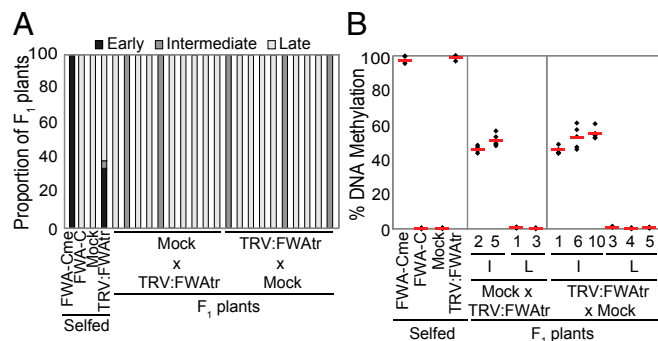 A
Early Intermediate Late
Proportion of F1 plants
100
80
60
40
20
0
FWA-Cme
FWA-C
Mock
TRV:FWAtr
Selfed
Mock
x
TRV:FWAtr
TRV:FWAtr
x
Mock
F1 plants
B
% DNA Methylation
100
80
60
40
20
0
FWA-Cme
FWA-C
Mock
TRV:FWAtr
Selfed
2 5 1 3 1 6 10 3 4 5
I L I L
Mock x
TRV:FWAtr
TRV:FWAtr
x Mock
F1 plants